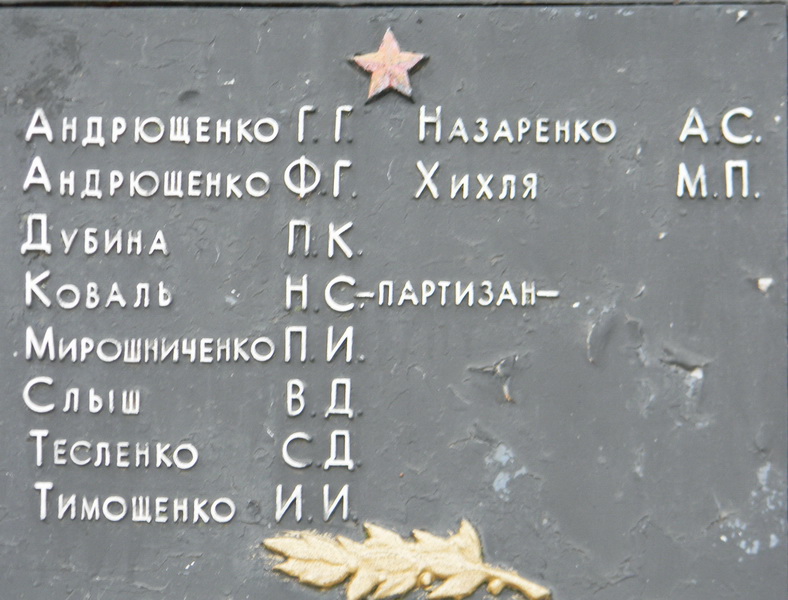 Андрющенко Г.Г. Назаренко А.С.
Андрющенко Ф.Г. Хихля М.П.
Дубина П.К.
Коваль Н.С–партизан–
Мирошниченко П.И.
Слыш В.Д.
Тесленко С.Д.
Тимощенко И.И.